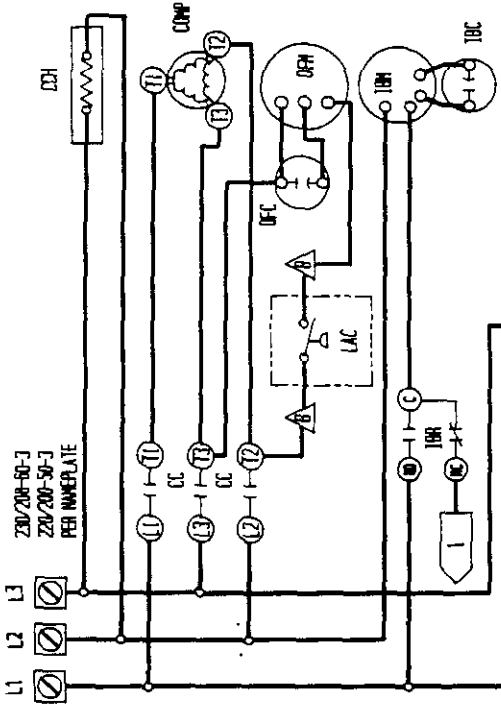 L1 L2 L3
230/208-60-3
220/200-50-3
PER NAMEPLATE
CCH
COMP
L1 T1 T1
CC
L3 T3 T3 T2
CC
L2 T2
OFC
OFM
B B
LAC
NO C
IBR
NC
1
IBM
IBC